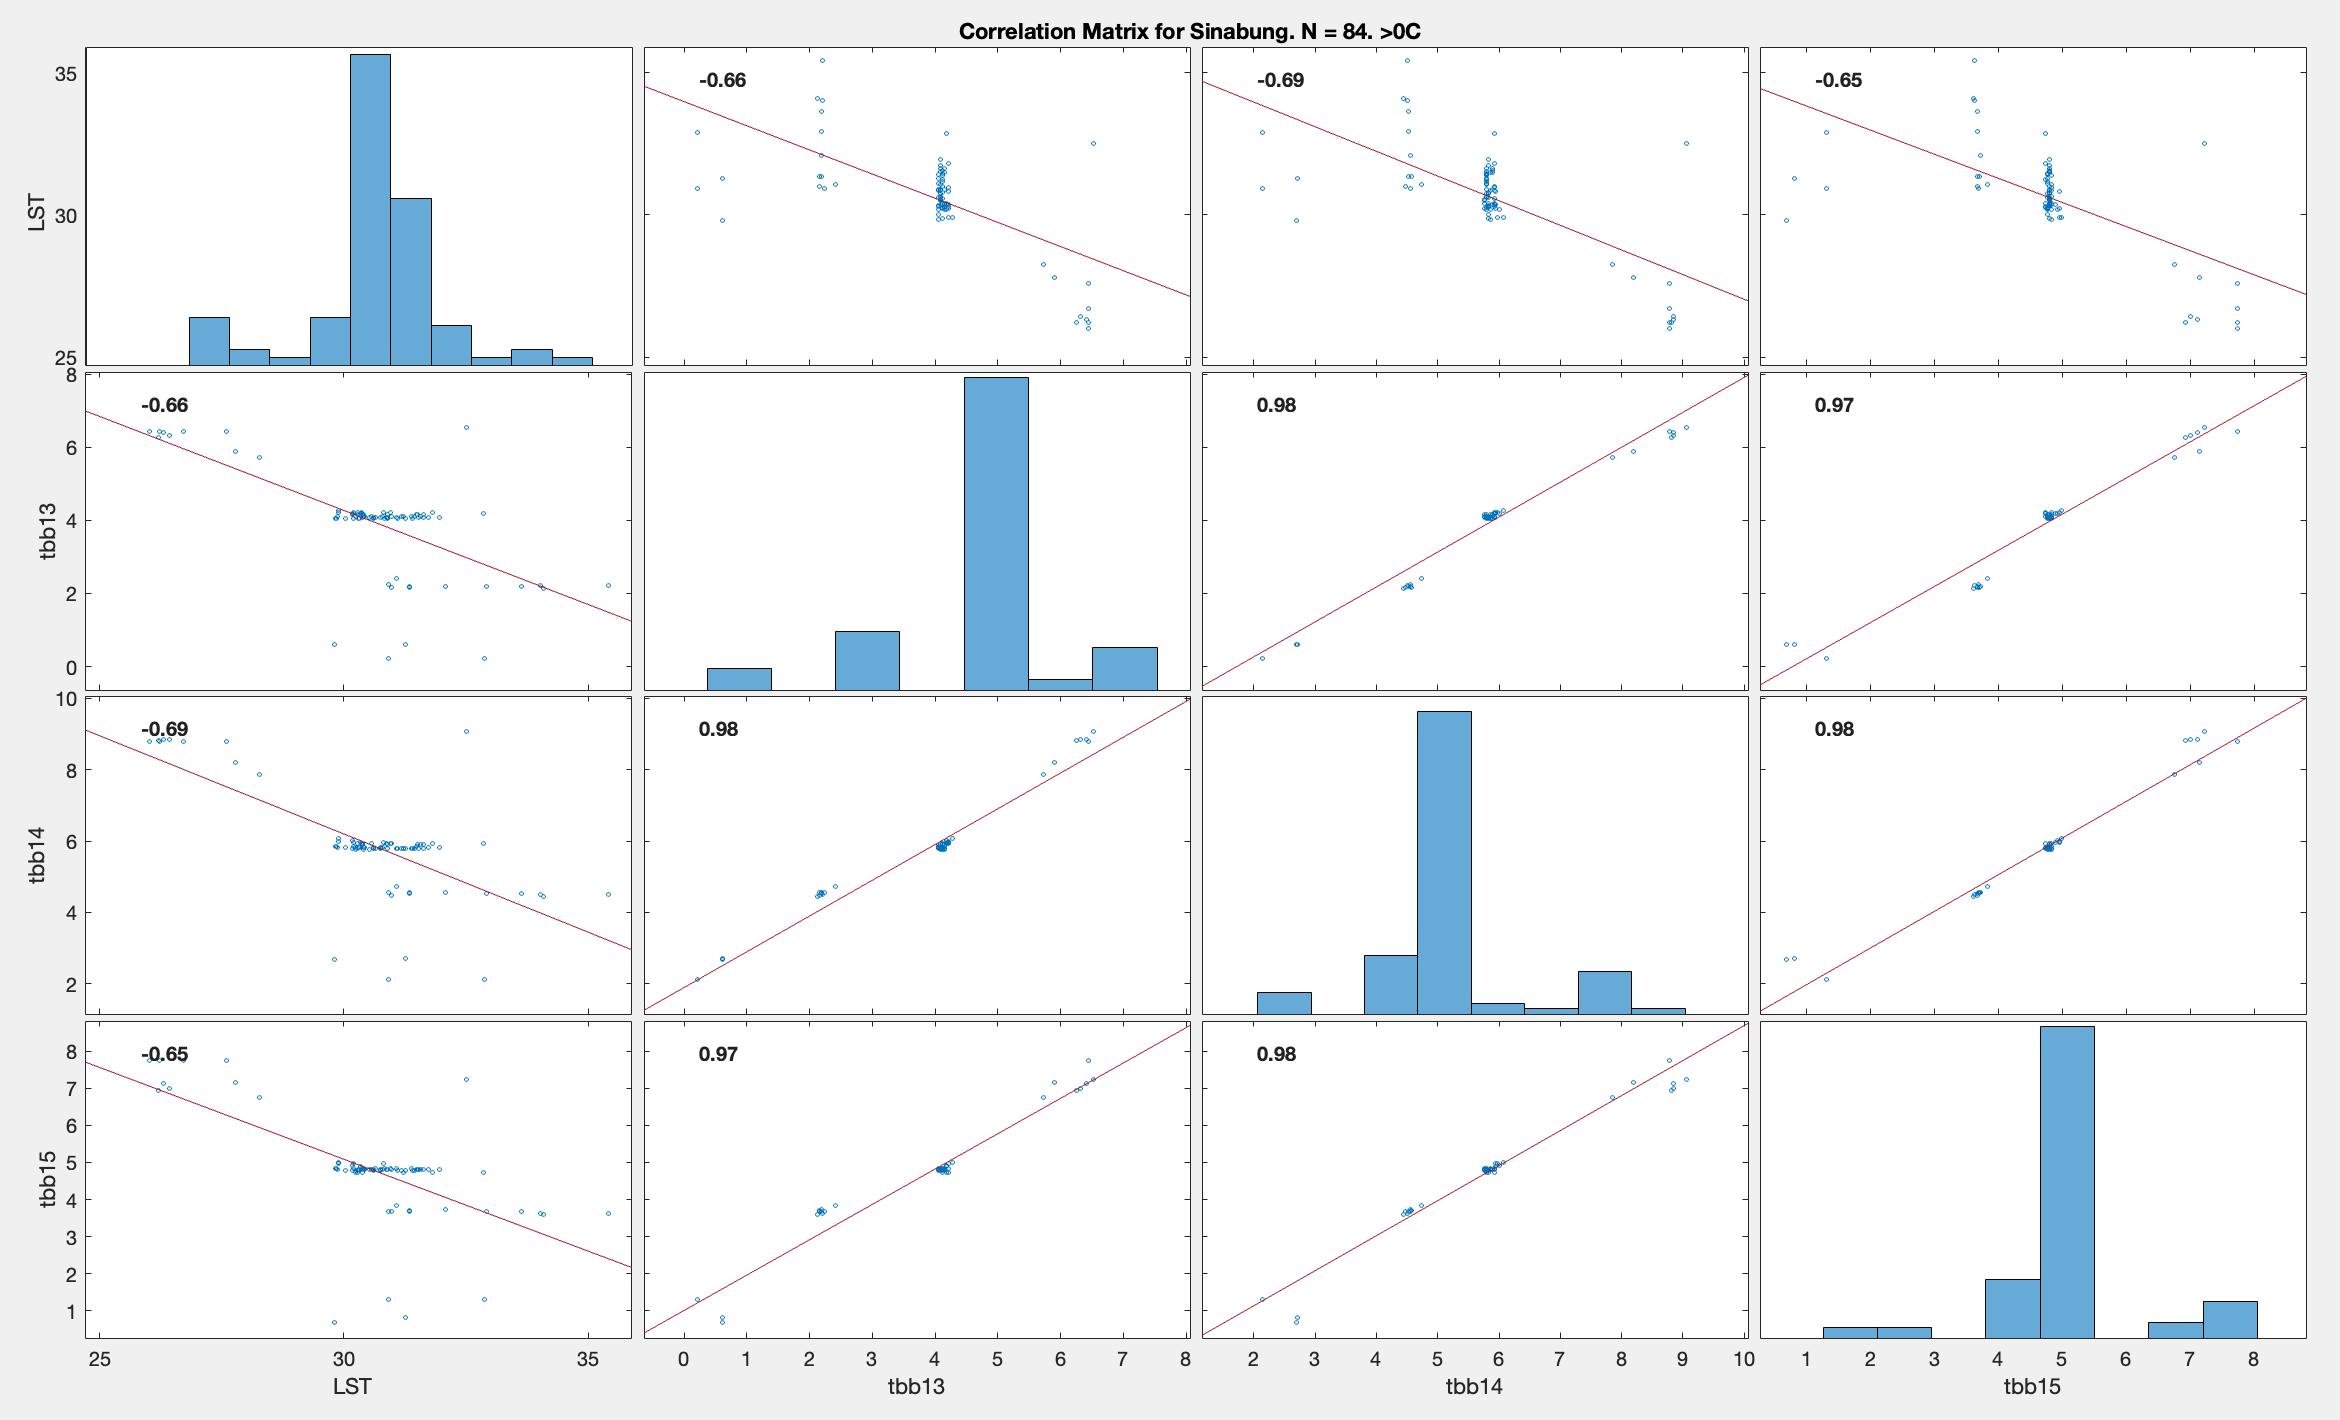 Correlation Matrix for Sinabung. N = 84. >0C
35
30
25
LST
-0.66
-0.69
-0.65
8
6
4
2
0
tbb13
-0.66
0.98
0.97
10
8
6
4
2
tbb14
-0.69
0.98
0.98
8
7
6
5
4
3
2
1
tbb15
-0.65
0.97
0.98
25 30 35
0 1 2 3 4 5 6 7 8
2 3 4 5 6 7 8 9 10
1 2 3 4 5 6 7 8
LST
tbb13
tbb14
tbb15